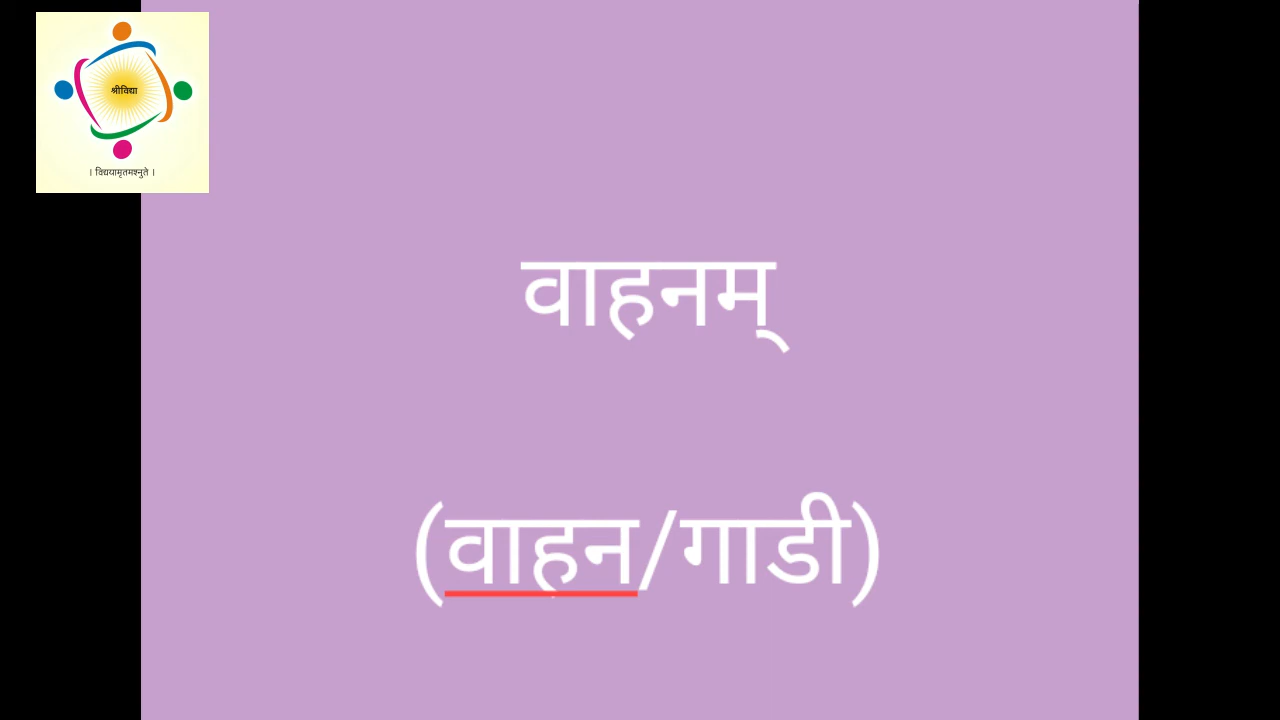 श्रीविद्या
। विद्ययामृतमश्नुते ।
वाहनम्
(वाहन/गाडी)